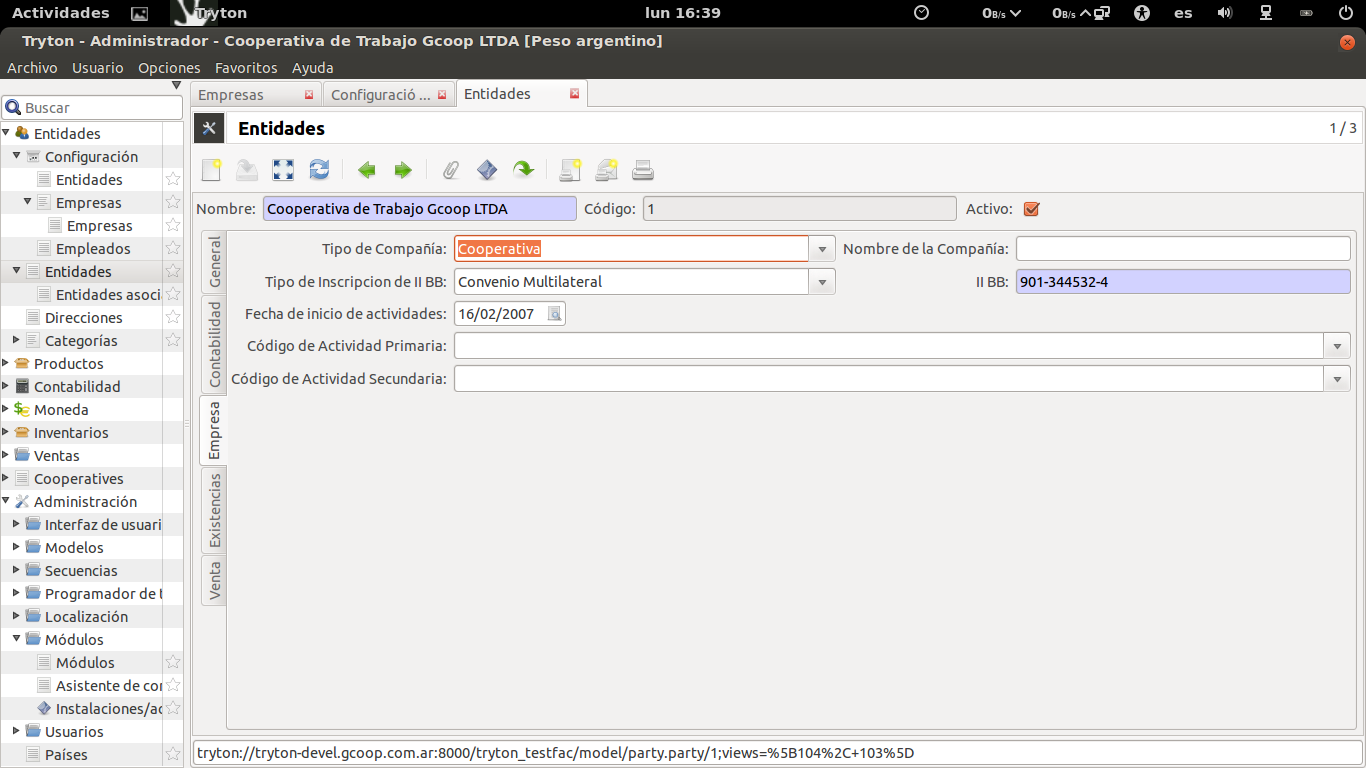 Actividades Tryton lun 16:39 0B/s 0B/s es
Tryton - Administrador - Cooperativa de Trabajo Gcoop LTDA [Peso argentino]
Archivo Usuario Opciones Favoritos Ayuda
Buscar
Entidades
Configuración
Entidades
Empresas
Empresas
Empleados
Entidades
Entidades asoci
Direcciones
Categorías
Productos
Contabilidad
Moneda
Inventarios
Ventas
Cooperatives
Administración
Interfaz de usuari
Modelos
Secuencias
Programador de t
Localización
Módulos
Módulos
Asistente de cor
Instalaciones/ac
Usuarios
Países
Empresas Configuració ... Entidades
Entidades 1 / 3
Nombre: Cooperativa de Trabajo Gcoop LTDA Código: 1 Activo:
General
Contabilidad
Empresa
Existencias
Venta
Tipo de Compañía: Cooperativa Nombre de la Compañía:
Tipo de Inscripcion de II BB: Convenio Multilateral II BB: 901-344532-4
Fecha de inicio de actividades: 16/02/2007
Código de Actividad Primaria:
Código de Actividad Secundaria:
tryton://tryton-devel.gcoop.com.ar:8000/tryton_testfac/model/party.party/1;views=%5B104%2C+103%5D